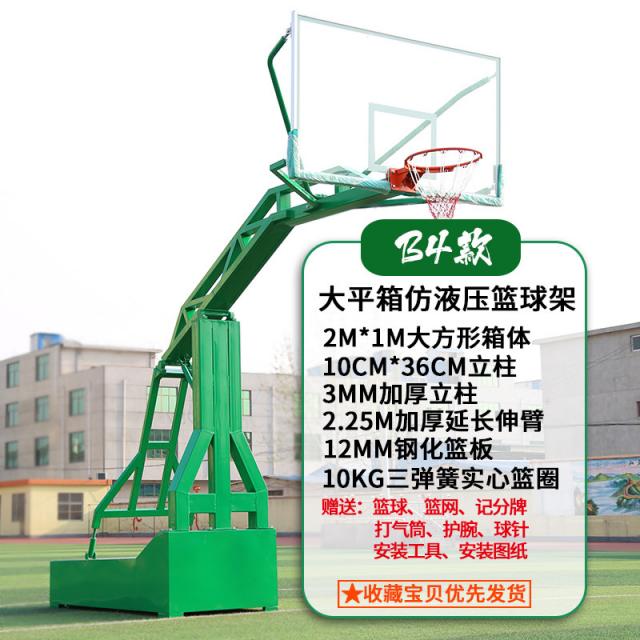 B4款
大平箱仿液压篮球架
2M*1M大方形箱体
10CM*36CM立柱
3MM加厚立柱
2.25M加厚延长伸臂
12MM钢化篮板
10KG三弹簧实心篮圈
赠送：篮球、篮网、记分牌
打气筒、护腕、球针
安装工具、安装图纸
★收藏宝贝优先发货